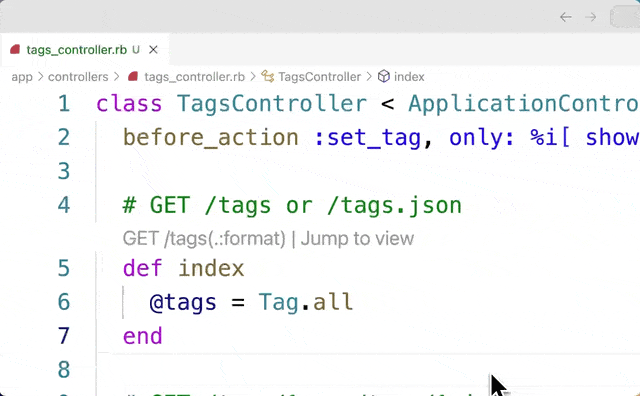 tags_controller.rb U
app > controllers > tags_controller.rb > TagsController > index
1 class TagsController < ApplicationContro
2 before_action :set_tag, only: %i[ show
3
4 # GET /tags or /tags.json
GET /tags(.:format) | Jump to view
5 def index
6 @tags = Tag.all
7 end
8